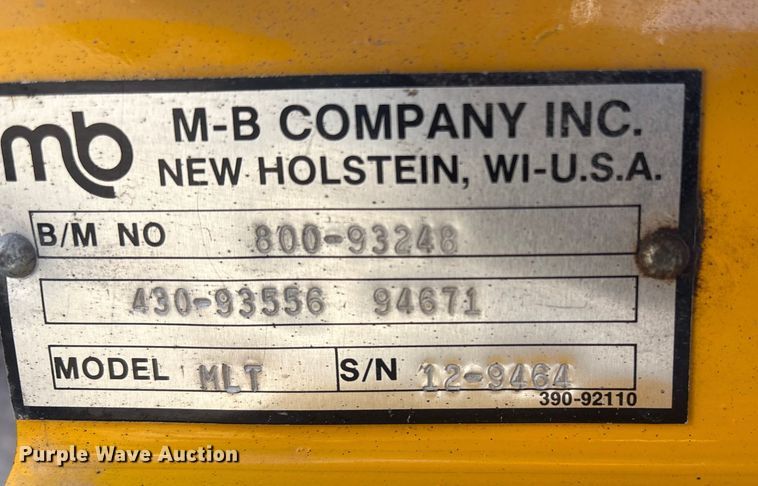 mb M-B COMPANY INC.
NEW HOLSTEIN, WI-U.S.A.
B/M NO 800-93248
430-93556 94671
MODEL MLT S/N 12-9464
390-92110
Purple Wave Auction